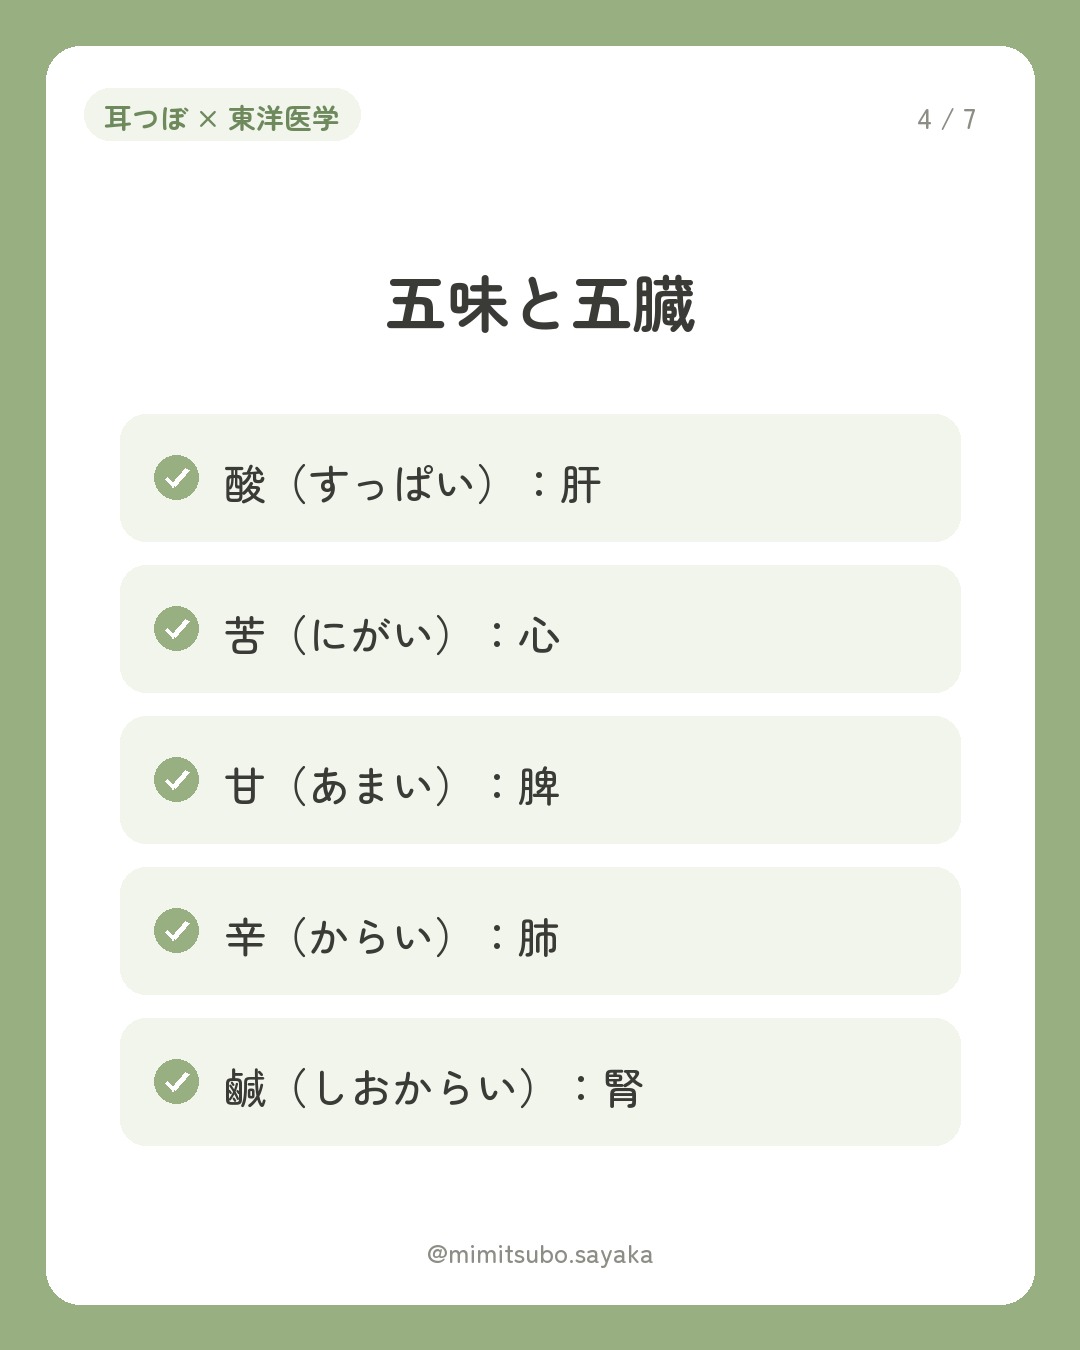 耳つぼ × 東洋医学
4 / 7
五味と五臓
酸（すっぱい）：肝
苦（にがい）：心
甘（あまい）：脾
辛（からい）：肺
鹹（しおからい）：腎
@mimitsubo.sayaka